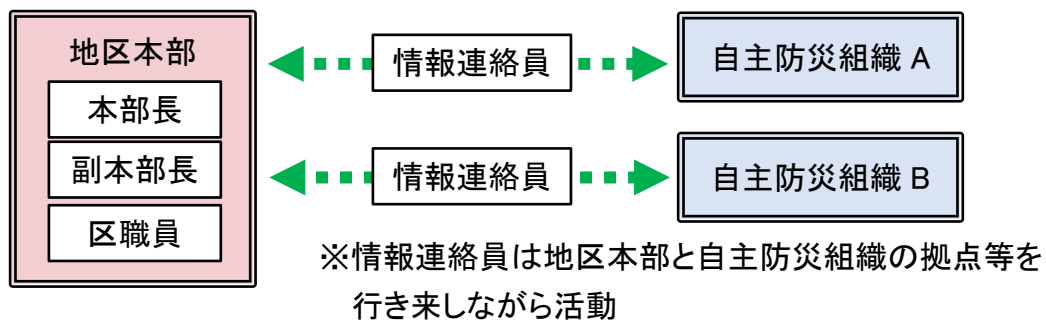 地区本部
本部長
副本部長
区職員
情報連絡員
自主防災組織 A
情報連絡員
自主防災組織 B
※情報連絡員は地区本部と自主防災組織の拠点等を
行き来しながら活動